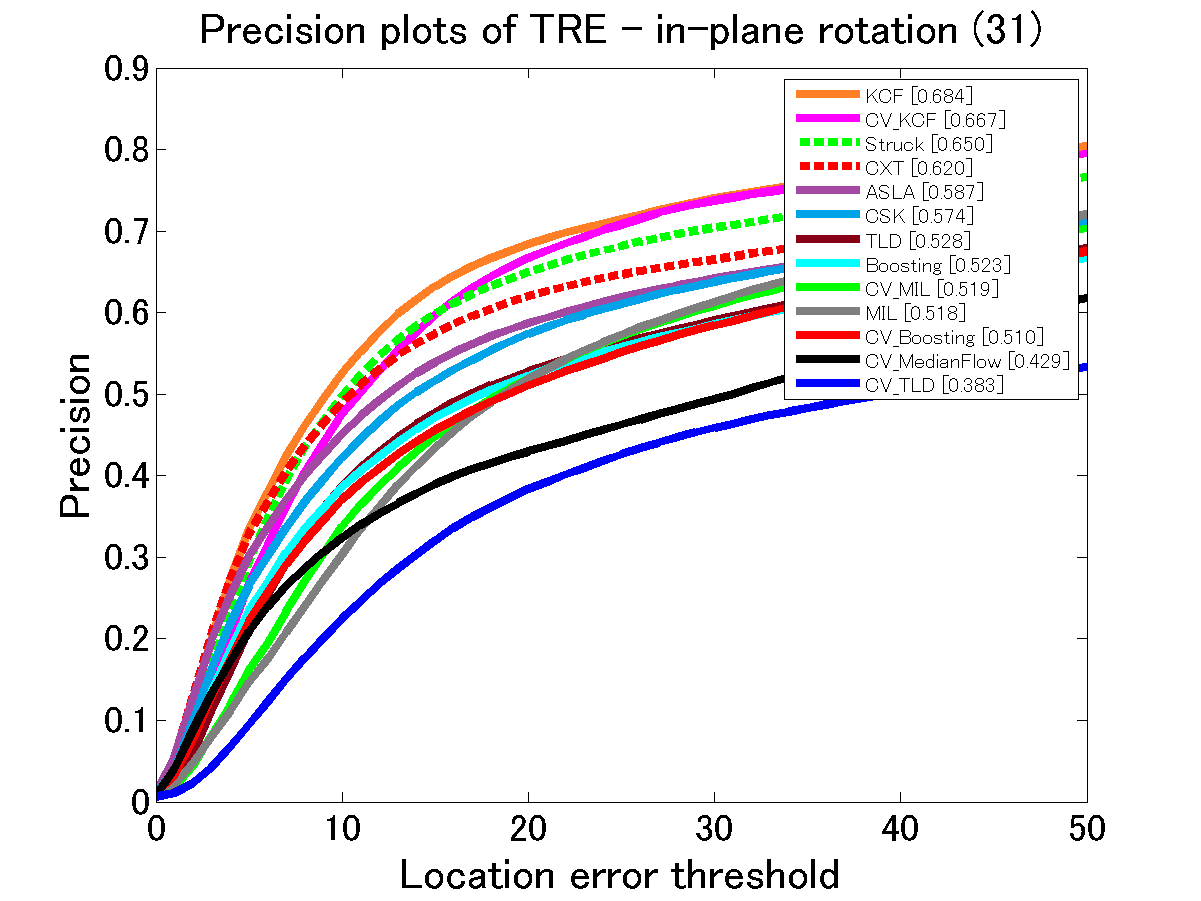 Precision plots of TRE - in-plane rotation (31)
0.9
0.8
0.7
0.6
0.5
0.4
0.3
0.2
0.1
0
Precision
KCF [0.684]
CV_KCF [0.667]
Struck [0.650]
CXT [0.620]
ASLA [0.587]
CSK [0.574]
TLD [0.528]
Boosting [0.523]
CV_MIL [0.519]
MIL [0.518]
CV_Boosting [0.510]
CV_MedianFlow [0.429]
CV_TLD [0.383]
0 10 20 30 40 50
Location error threshold